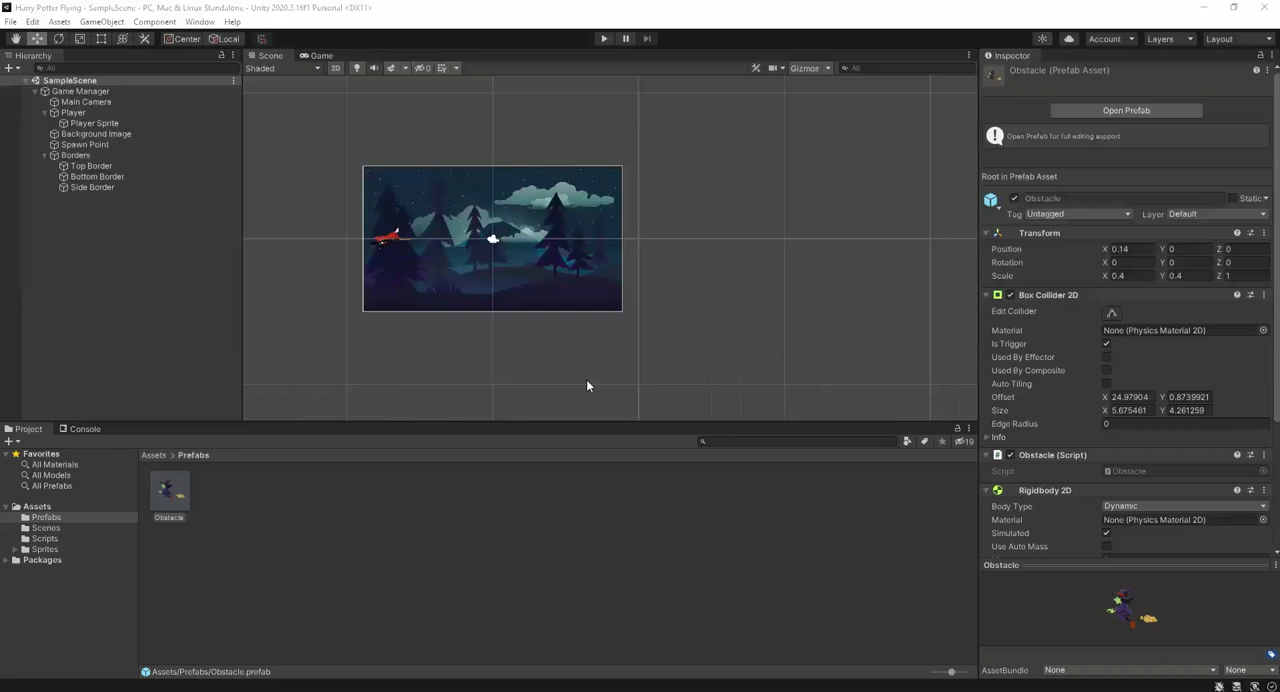 Hurry Potter Flying - SampleScene - PC, Mac & Linux Standalone - Unity 2020.3.16f1 Personal <DX11>
File Edit Assets GameObject Component Window Help
Center Local Account Layers Layout
Hierarchy
All
SampleScene
Game Manager
Main Camera
Player
Player Sprite
Background Image
Spawn Point
Borders
Top Border
Bottom Border
Side Border
Scene Game
Shaded 2D 0 Gizmos All
Inspector
Obstacle (Prefab Asset)
Open Prefab
Open Prefab for full editing support.
Root in Prefab Asset
Obstacle Static
Tag Untagged Layer Default
Transform
Position X 0.14 Y 0 Z 0
Rotation X 0 Y 0 Z 0
Scale X 0.4 Y 0.4 Z 1
Box Collider 2D
Edit Collider
Material None (Physics Material 2D)
Is Trigger
Used By Effector
Used By Composite
Auto Tiling
Offset X 24.97904 Y 0.8739921
Size X 5.675461 Y 4.261259
Edge Radius 0
Info
Obstacle (Script)
Script Obstacle
Rigidbody 2D
Body Type Dynamic
Material None (Physics Material 2D)
Simulated
Use Auto Mass
Obstacle
AssetBundle None None
Project Console
19
Favorites
All Materials
All Models
All Prefabs
Assets
Prefabs
Scenes
Scripts
Sprites
Packages
Assets > Prefabs
Obstacle
Assets/Prefabs/Obstacle.prefab